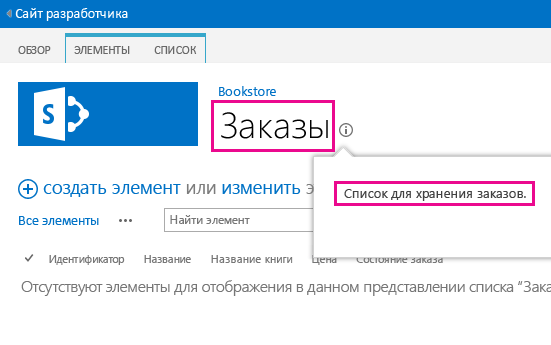 Сайт разработчика
ОБЗОР ЭЛЕМЕНТЫ СПИСОК
S
Bookstore
Заказы
Список для хранения заказов.
создать элемент или изменить
Все элементы ••• Найти элемент
✓ Идентификатор Название Название книги Цена Состояние заказа
Отсутствуют элементы для отображения в данном представлении списка "Зака